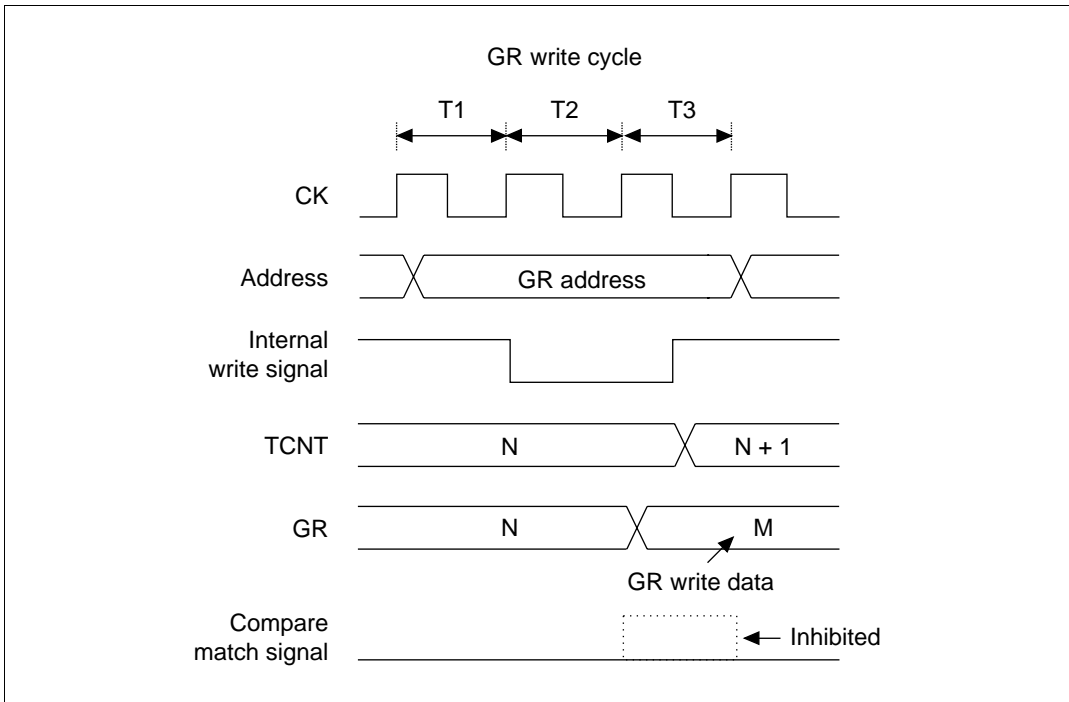 GR write cycle
T1 T2 T3
CK
Address GR address
Internal
write signal
TCNT N N + 1
GR N M
GR write data
Compare
match signal Inhibited